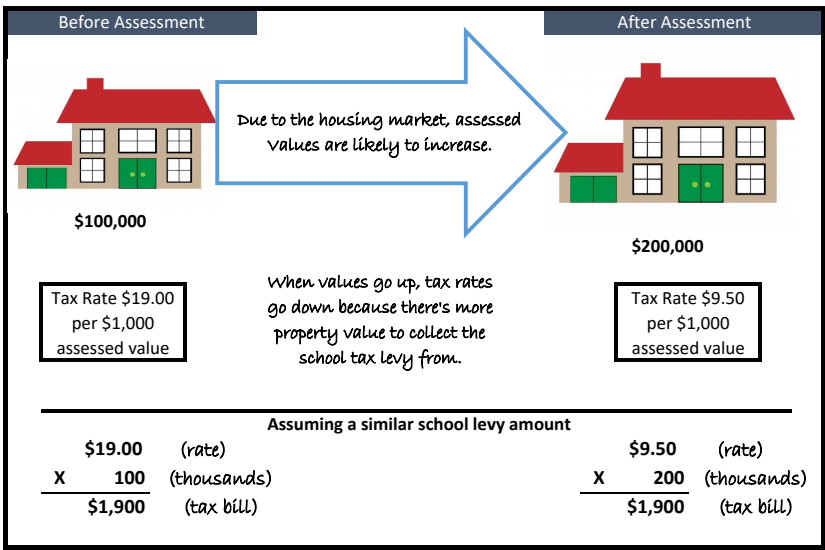 Before Assessment
After Assessment
Due to the housing market, assessed
Values are likely to increase.
$100,000
$200,000
Tax Rate $19.00
per $1,000
assessed value
When values go up, tax rates
go down because there's more
property value to collect the
school tax levy from.
Tax Rate $9.50
per $1,000
assessed value
Assuming a similar school levy amount
$19.00 (rate)
X 100 (thousands)
$1,900 (tax bill)
$9.50 (rate)
X 200 (thousands)
$1,900 (tax bill)